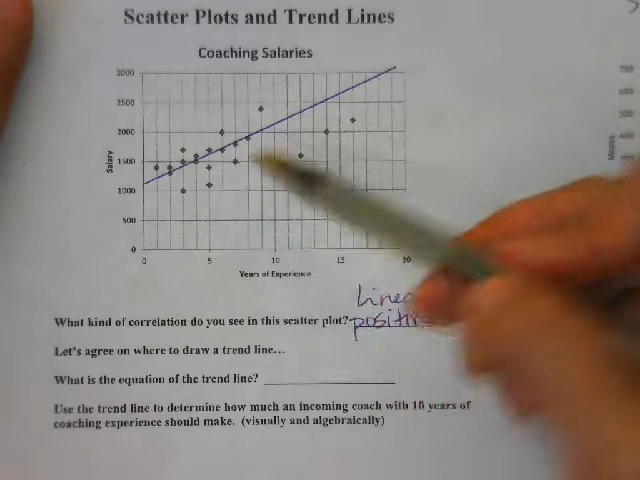 Scatter Plots and Trend Lines
Coaching Salaries
3000
2500
2000
1500
1000
500
0
Salary
0 5 10 15 20
Years of Experience
What kind of correlation do you see in this scatter plot?
Let's agree on where to draw a trend line...
What is the equation of the trend line?
Use the trend line to determine how much an incoming coach with 10 years of
coaching experience should make. (visually and algebraically)